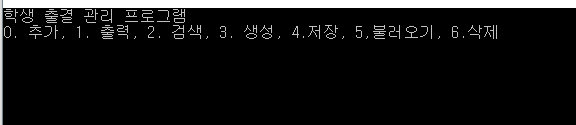 학생 출결 관리 프로그램
0. 추가, 1. 출력, 2. 검색, 3. 생성, 4.저장, 5,불러오기, 6.삭제